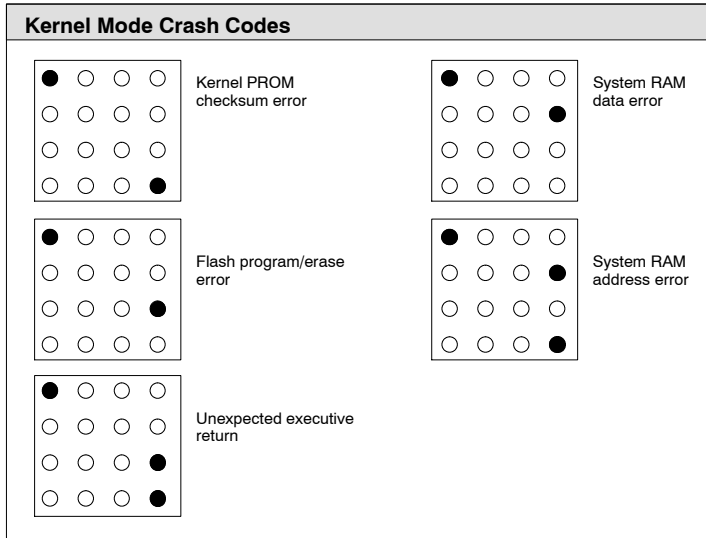 Kernel Mode Crash Codes
Kernel PROM
checksum error
System RAM
data error
Flash program/erase
error
System RAM
address error
Unexpected executive
return